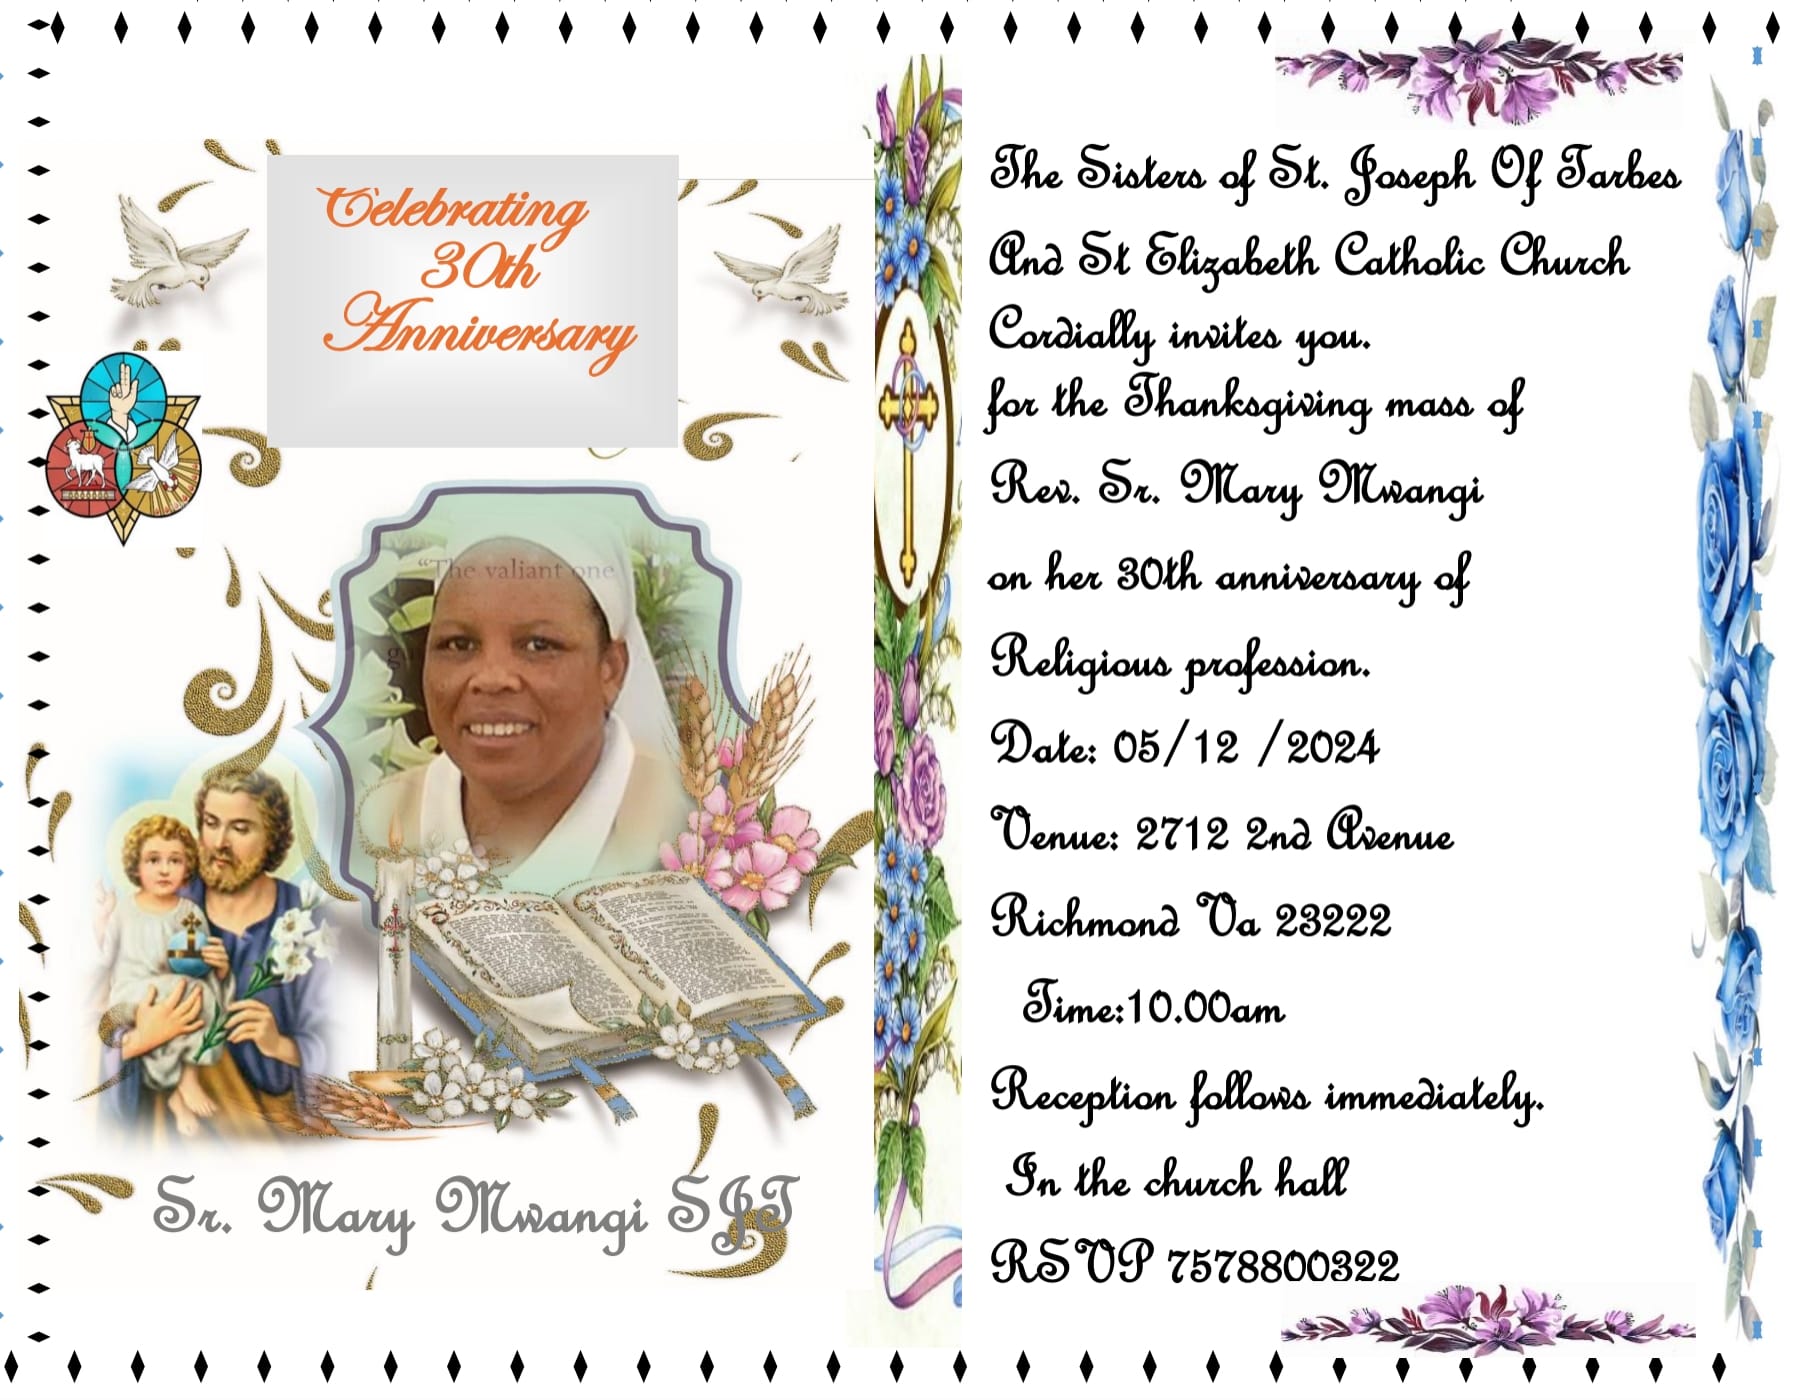 Celebrating
30th
Anniversary
"The valiant one
g
Sr. Mary Mwangi SJT
The Sisters of St. Joseph Of Tarbes
And St Elizabeth Catholic Church
Cordially invites you.
for the Thanksgiving mass of
Rev. Sr. Mary Mwangi
on her 30th anniversary of
Religious profession.
Date: 05/12 /2024
Venue: 2712 2nd Avenue
Richmond Va 23222
Time:10.00am
Reception follows immediately.
In the church hall
RSVP 7578800322